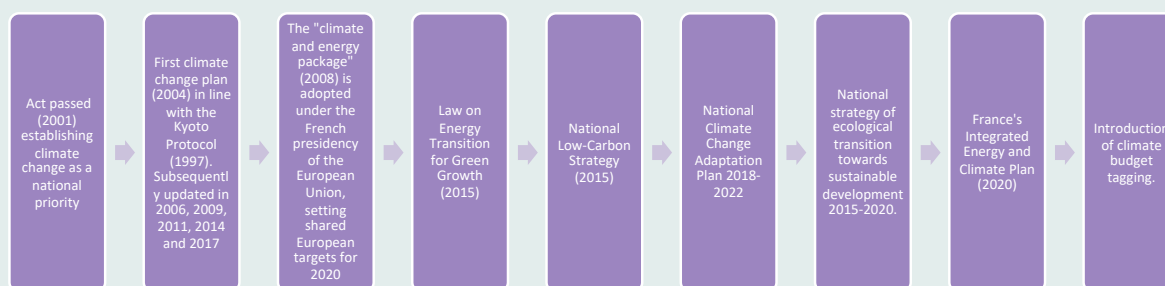 Act passed
(2001)
establishing
climate
change as a
national
priority
First climate
change plan
(2004) in line
with the
Kyoto
Protocol
(1997).
Subsequentl
y updated in
2006, 2009,
2011, 2014
and 2017
The "climate
and energy
package"
(2008) is
adopted
under the
French
presidency
of the
European
Union,
setting
shared
European
targets for
2020
Law on
Energy
Transition
for Green
Growth
(2015)
National
Low-Carbon
Strategy
(2015)
National
Climate
Change
Adaptation
Plan 2018-
2022
National
strategy of
ecological
transition
towards
sustainable
development
2015-2020.
France's
Integrated
Energy and
Climate Plan
(2020)
Introduction
of climate
budget
tagging.